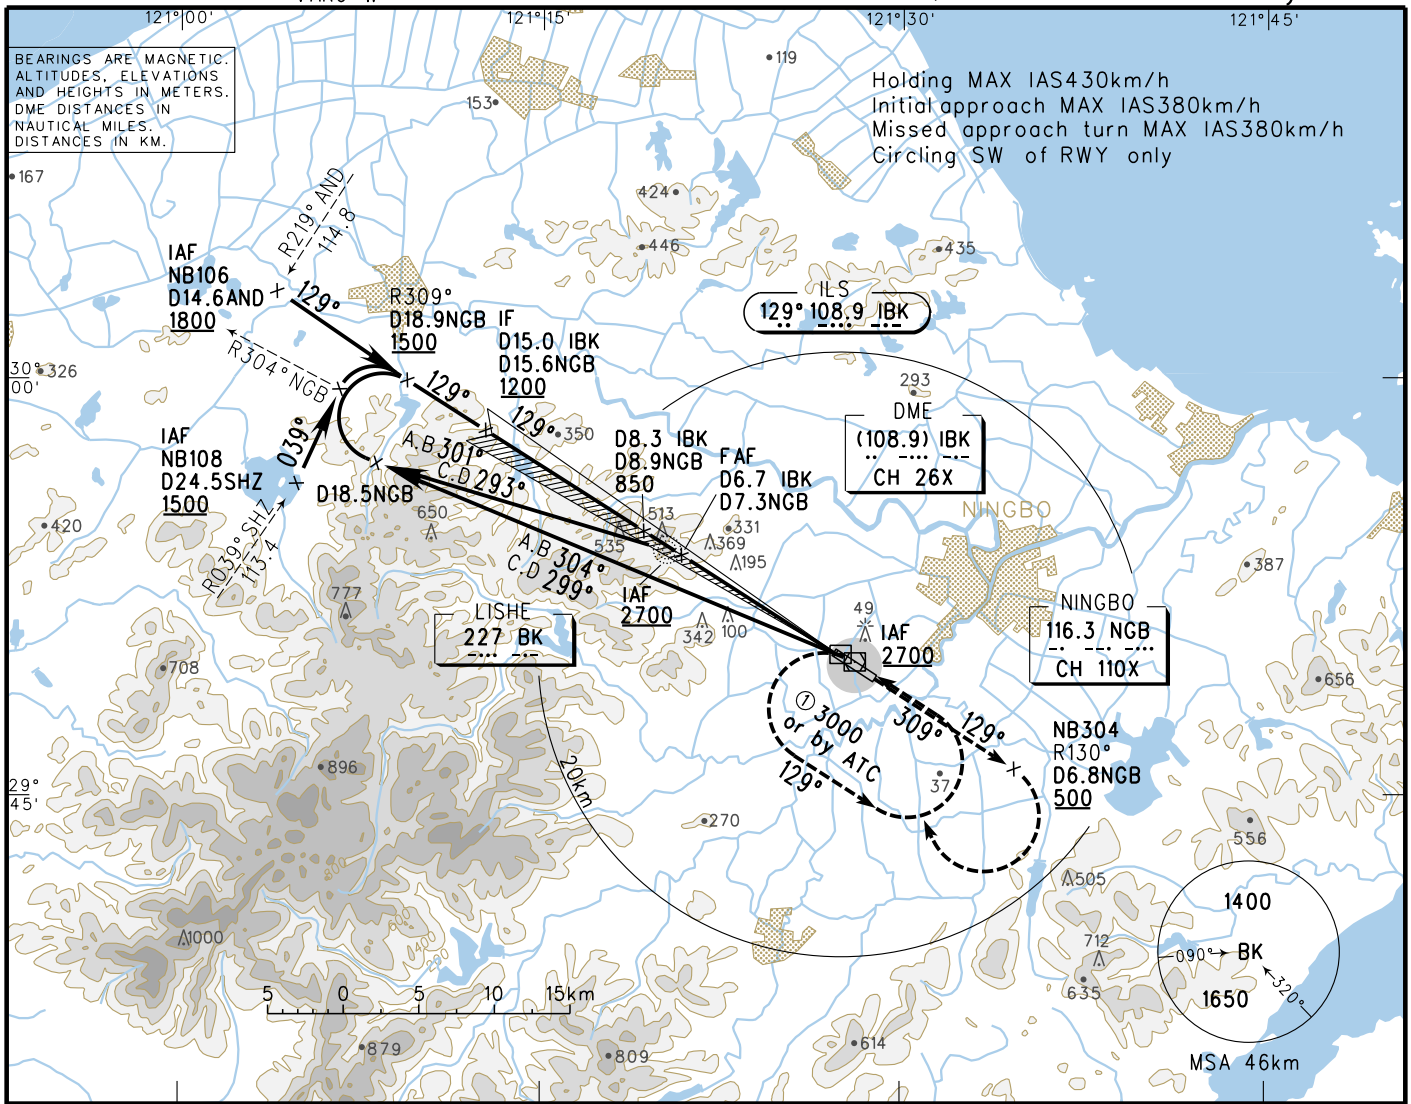 121°00'
121°15'
121°30'
121°45'
BEARINGS ARE MAGNETIC.
ALTITUDES, ELEVATIONS
AND HEIGHTS IN METERS.
DME DISTANCES IN
NAUTICAL MILES.
DISTANCES IN KM.
Holding MAX IAS430km/h
Initial approach MAX IAS380km/h
Missed approach turn MAX IAS380km/h
Circling SW of RWY only
119
153
167
424
446
435
R219° AND
114.8
IAF
NB106
D14.6AND
1800
129°
R309°
D18.9NGB
1500
IF
D15.0 IBK
D15.6NGB
1200
ILS
129° 108.9 IBK
30°
00'
326
R304° NGB
129°
129°
350
293
DME
(108.9) IBK
CH 26X
IAF
NB108
D24.5SHZ
1500
039°
R039° SHZ
113.4
D18.5NGB
A.B 301°
C.D 293°
D8.3 IBK
D8.9NGB
850
FAF
D6.7 IBK
D7.3NGB
NINGBO
420
650
513
535
331
369
195
387
A.B 304°
C.D 299°
IAF
2700
777
LISHE
227 BK
342
100
49
IAF
2700
NINGBO
116.3 NGB
CH 110X
708
656
① 3000
or by ATC
129°
309°
129°
NB304
R130°
D6.8NGB
500
37
896
20km
29°
45'
270
556
505
800
600
400
200
1000
712
635
1400
090°
BK
320°
1650
MSA 46km
5 0 5 10 15km
879
809
614